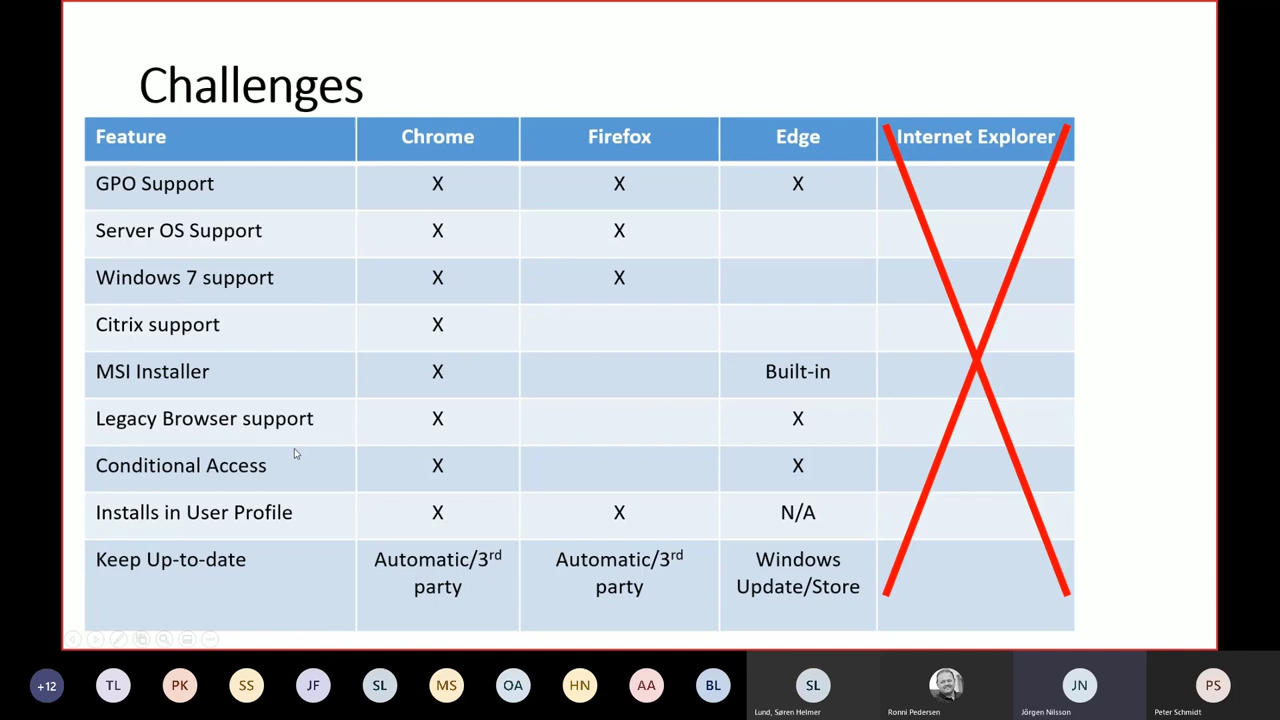 Challenges
Feature Chrome Firefox Edge Internet Explorer
GPO Support X X X
Server OS Support X X
Windows 7 support X X
Citrix support X
MSI Installer X Built-in
Legacy Browser support X X
Conditional Access X X
Installs in User Profile X X N/A
Keep Up-to-date Automatic/3rd party Automatic/3rd party Windows Update/Store
+12 TL PK SS JF SL MS OA HN AA BL SL JN PS
Lund, Søren Helmer Ronni Pedersen Jörgen Nilsson Peter Schmidt